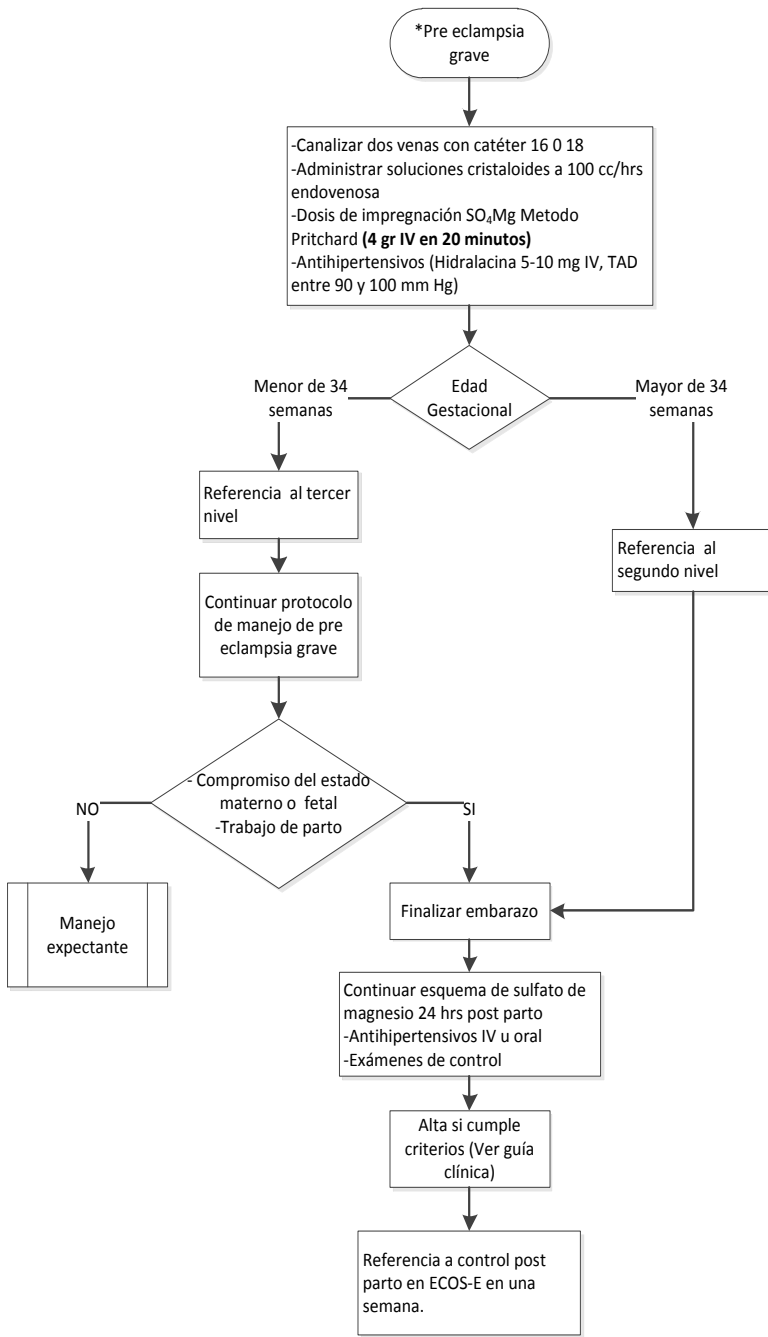 *Pre eclampsia
grave
-Canalizar dos venas con catéter 16 0 18
-Administrar soluciones cristaloides a 100 cc/hrs
endovenosa
-Dosis de impregnación SO₄Mg Metodo
Pritchard (4 gr IV en 20 minutos)
-Antihipertensivos (Hidralacina 5-10 mg IV, TAD
entre 90 y 100 mm Hg)
Edad
Gestacional
Menor de 34
semanas
Mayor de 34
semanas
Referencia al tercer
nivel
Referencia al
segundo nivel
Continuar protocolo
de manejo de pre
eclampsia grave
- Compromiso del estado
materno o fetal
-Trabajo de parto
NO
SI
Manejo
expectante
Finalizar embarazo
Continuar esquema de sulfato de
magnesio 24 hrs post parto
-Antihipertensivos IV u oral
-Exámenes de control
Alta si cumple
criterios (Ver guía
clínica)
Referencia a control post
parto en ECOS-E en una
semana.